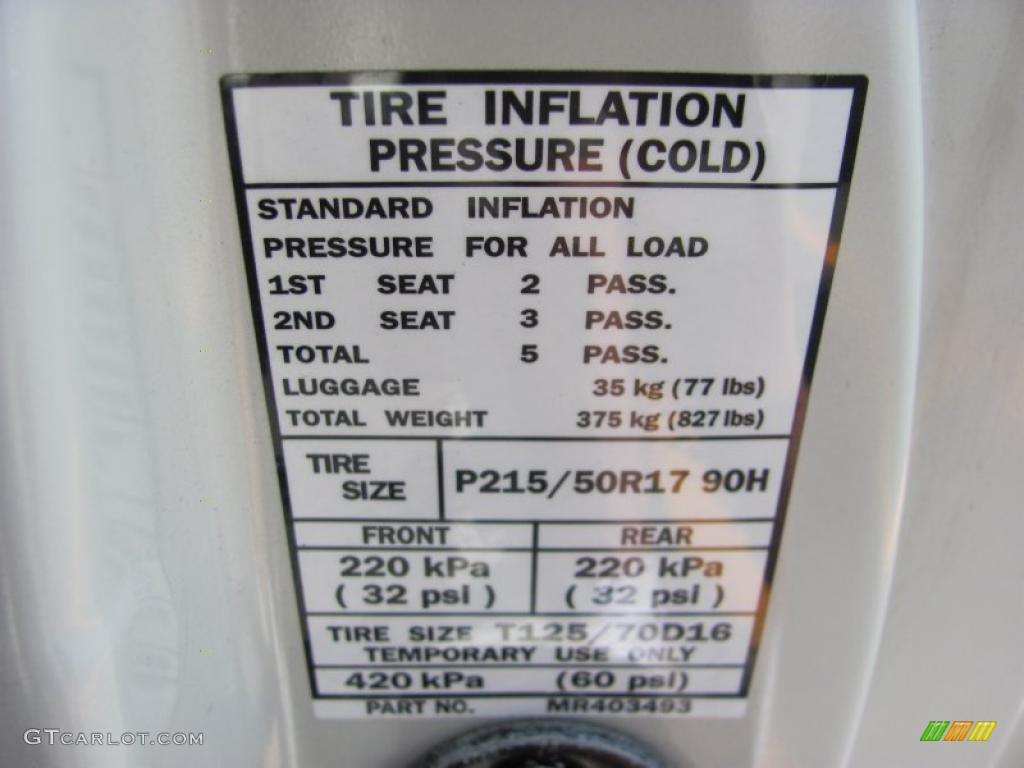 TIRE INFLATION
PRESSURE (COLD)
STANDARD INFLATION
PRESSURE FOR ALL LOAD
1ST SEAT 2 PASS.
2ND SEAT 3 PASS.
TOTAL 5 PASS.
LUGGAGE 35 kg (77 lbs)
TOTAL WEIGHT 375 kg (827 lbs)
TIRE SIZE P215/50R17 90H
FRONT REAR
220 kPa 220 kPa
( 32 psi ) ( 32 psi )
TIRE SIZE T125/70D16
TEMPORARY USE ONLY
420 kPa (60 psi)
PART NO. MR403493
GTCARLOT.COM